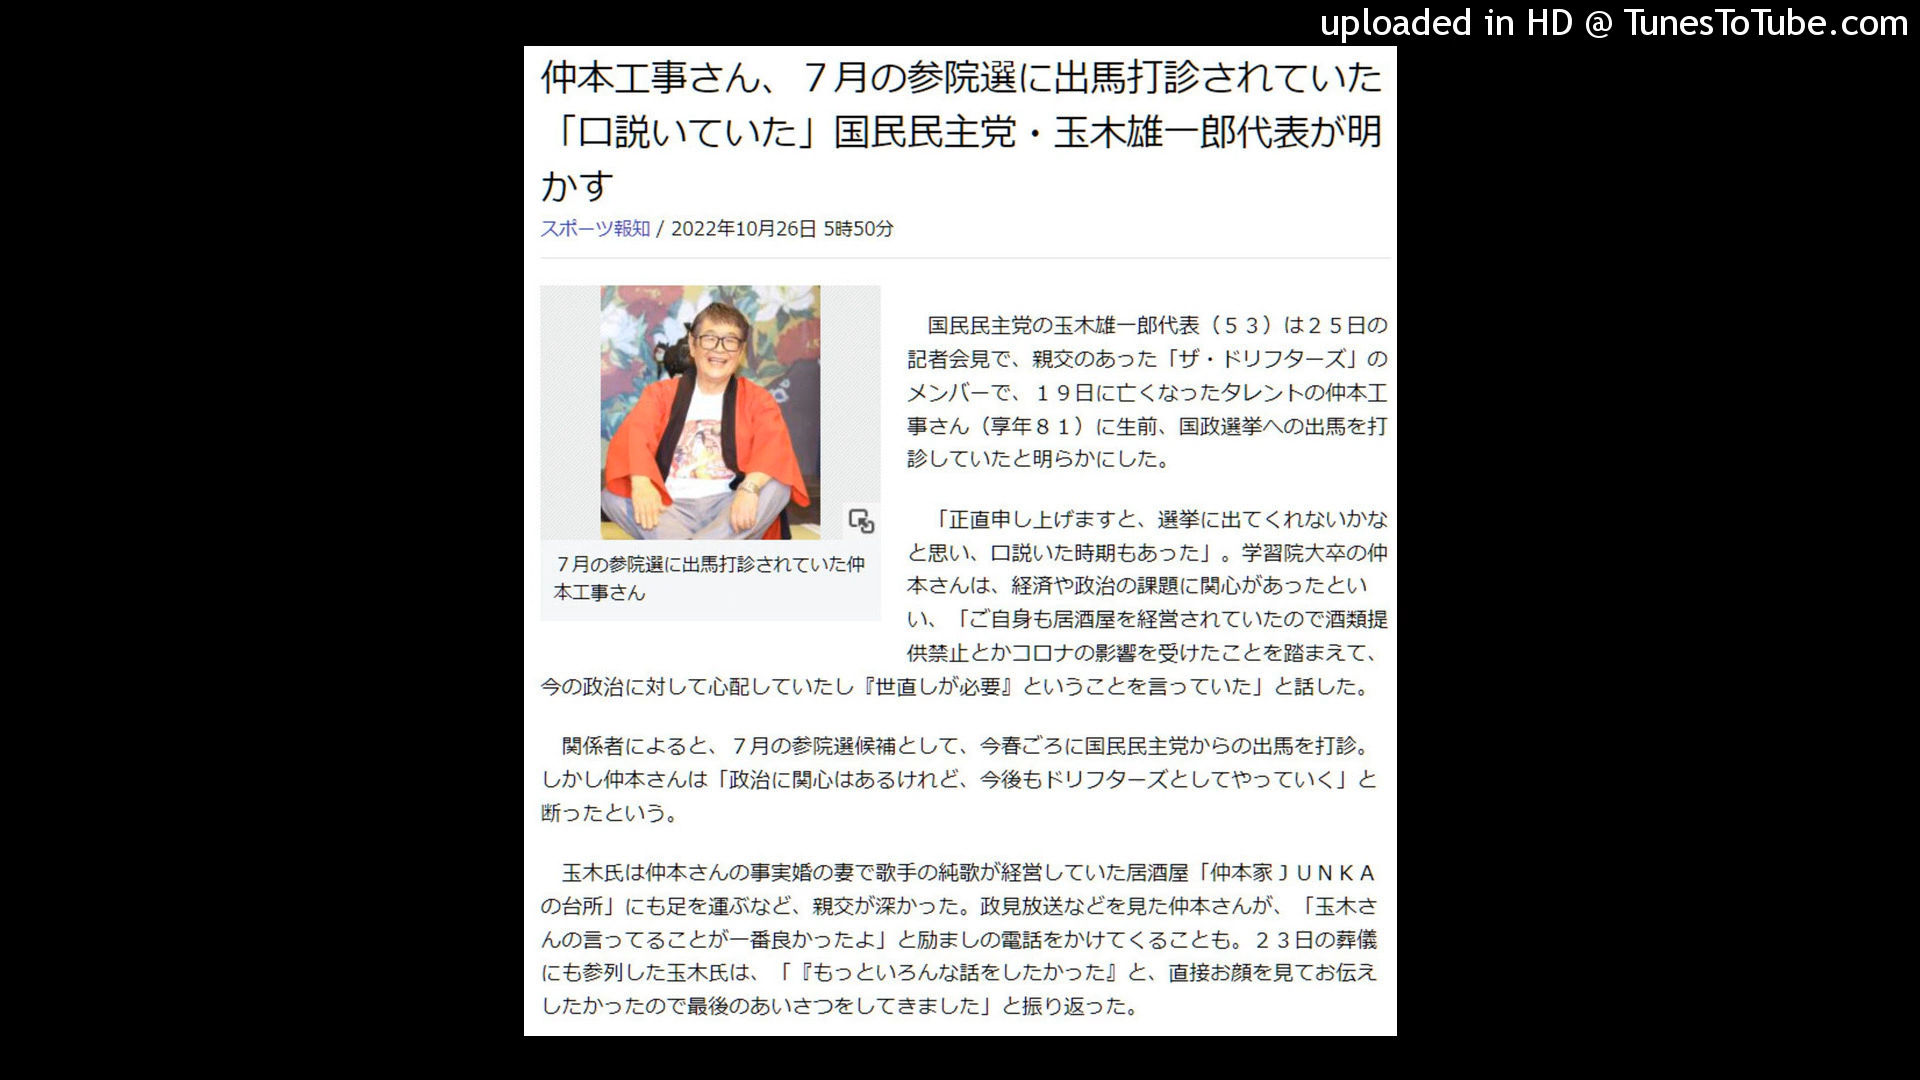 uploaded in HD @ TunesToTube.com
仲本工事さん、７月の参院選に出馬打診されていた
「口説いていた」国民民主党・玉木雄一郎代表が明
かす
スポーツ報知 / 2022年10月26日 5時50分
７月の参院選に出馬打診されていた仲
本工事さん
国民民主党の玉木雄一郎代表（５３）は２５日の
記者会見で、親交のあった「ザ・ドリフターズ」の
メンバーで、１９日に亡くなったタレントの仲本工
事さん（享年８１）に生前、国政選挙への出馬を打
診していたと明らかにした。
「正直申し上げますと、選挙に出てくれないかな
と思い、口説いた時期もあった」。学習院大卒の仲
本さんは、経済や政治の課題に関心があったとい
い、「ご自身も居酒屋を経営されていたので酒類提
供禁止とかコロナの影響を受けたことを踏まえて、
今の政治に対して心配していたし『世直しが必要』ということを言っていた」と話した。
関係者によると、７月の参院選候補として、今春ごろに国民民主党からの出馬を打診。
しかし仲本さんは「政治に関心はあるけれど、今後もドリフターズとしてやっていく」と
断ったという。
玉木氏は仲本さんの事実婚の妻で歌手の純歌が経営していた居酒屋「仲本家ＪＵＮＫＡ
の台所」にも足を運ぶなど、親交が深かった。政見放送などを見た仲本さんが、「玉木さ
んの言ってることが一番良かったよ」と励ましの電話をかけてくることも。２３日の葬儀
にも参列した玉木氏は、「『もっといろんな話をしたかった』と、直接お顔を見てお伝え
したかったので最後のあいさつをしてきました」と振り返った。